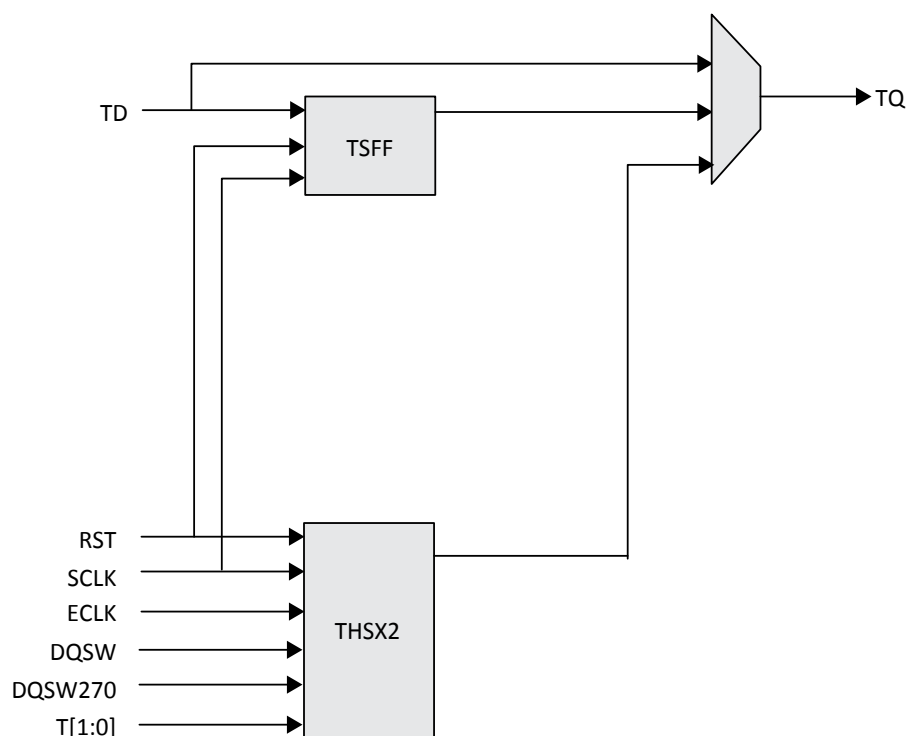 TD
TSFF
TQ
RST
SCLK
ECLK
DQSW
DQSW270
T[1:0]
THSX2